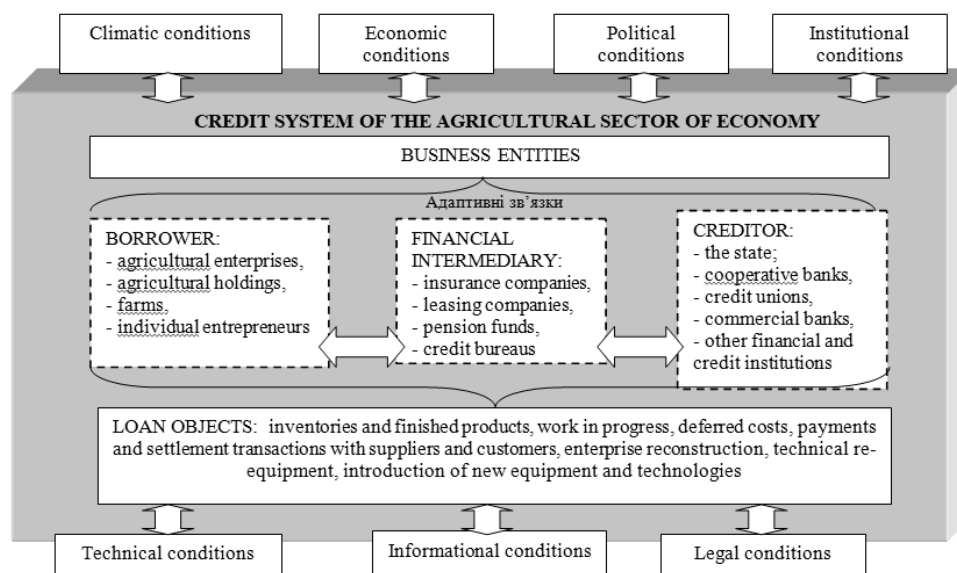 Climatic conditions
Economic
conditions
Political
conditions
Institutional
conditions
CREDIT SYSTEM OF THE AGRICULTURAL SECTOR OF ECONOMY
BUSINESS ENTITIES
Адаптивні зв’язки
BORROWER:
- agricultural enterprises,
- agricultural holdings,
- farms,
- individual entrepreneurs
FINANCIAL
INTERMEDIARY:
- insurance companies,
- leasing companies,
- pension funds,
- credit bureaus
CREDITOR:
- the state;
- cooperative banks,
- credit unions,
- commercial banks,
- other financial and
credit institutions
LOAN OBJECTS: inventories and finished products, work in progress, deferred costs, payments
and settlement transactions with suppliers and customers, enterprise reconstruction, technical re-
equipment, introduction of new equipment and technologies
Technical conditions
Informational conditions
Legal conditions